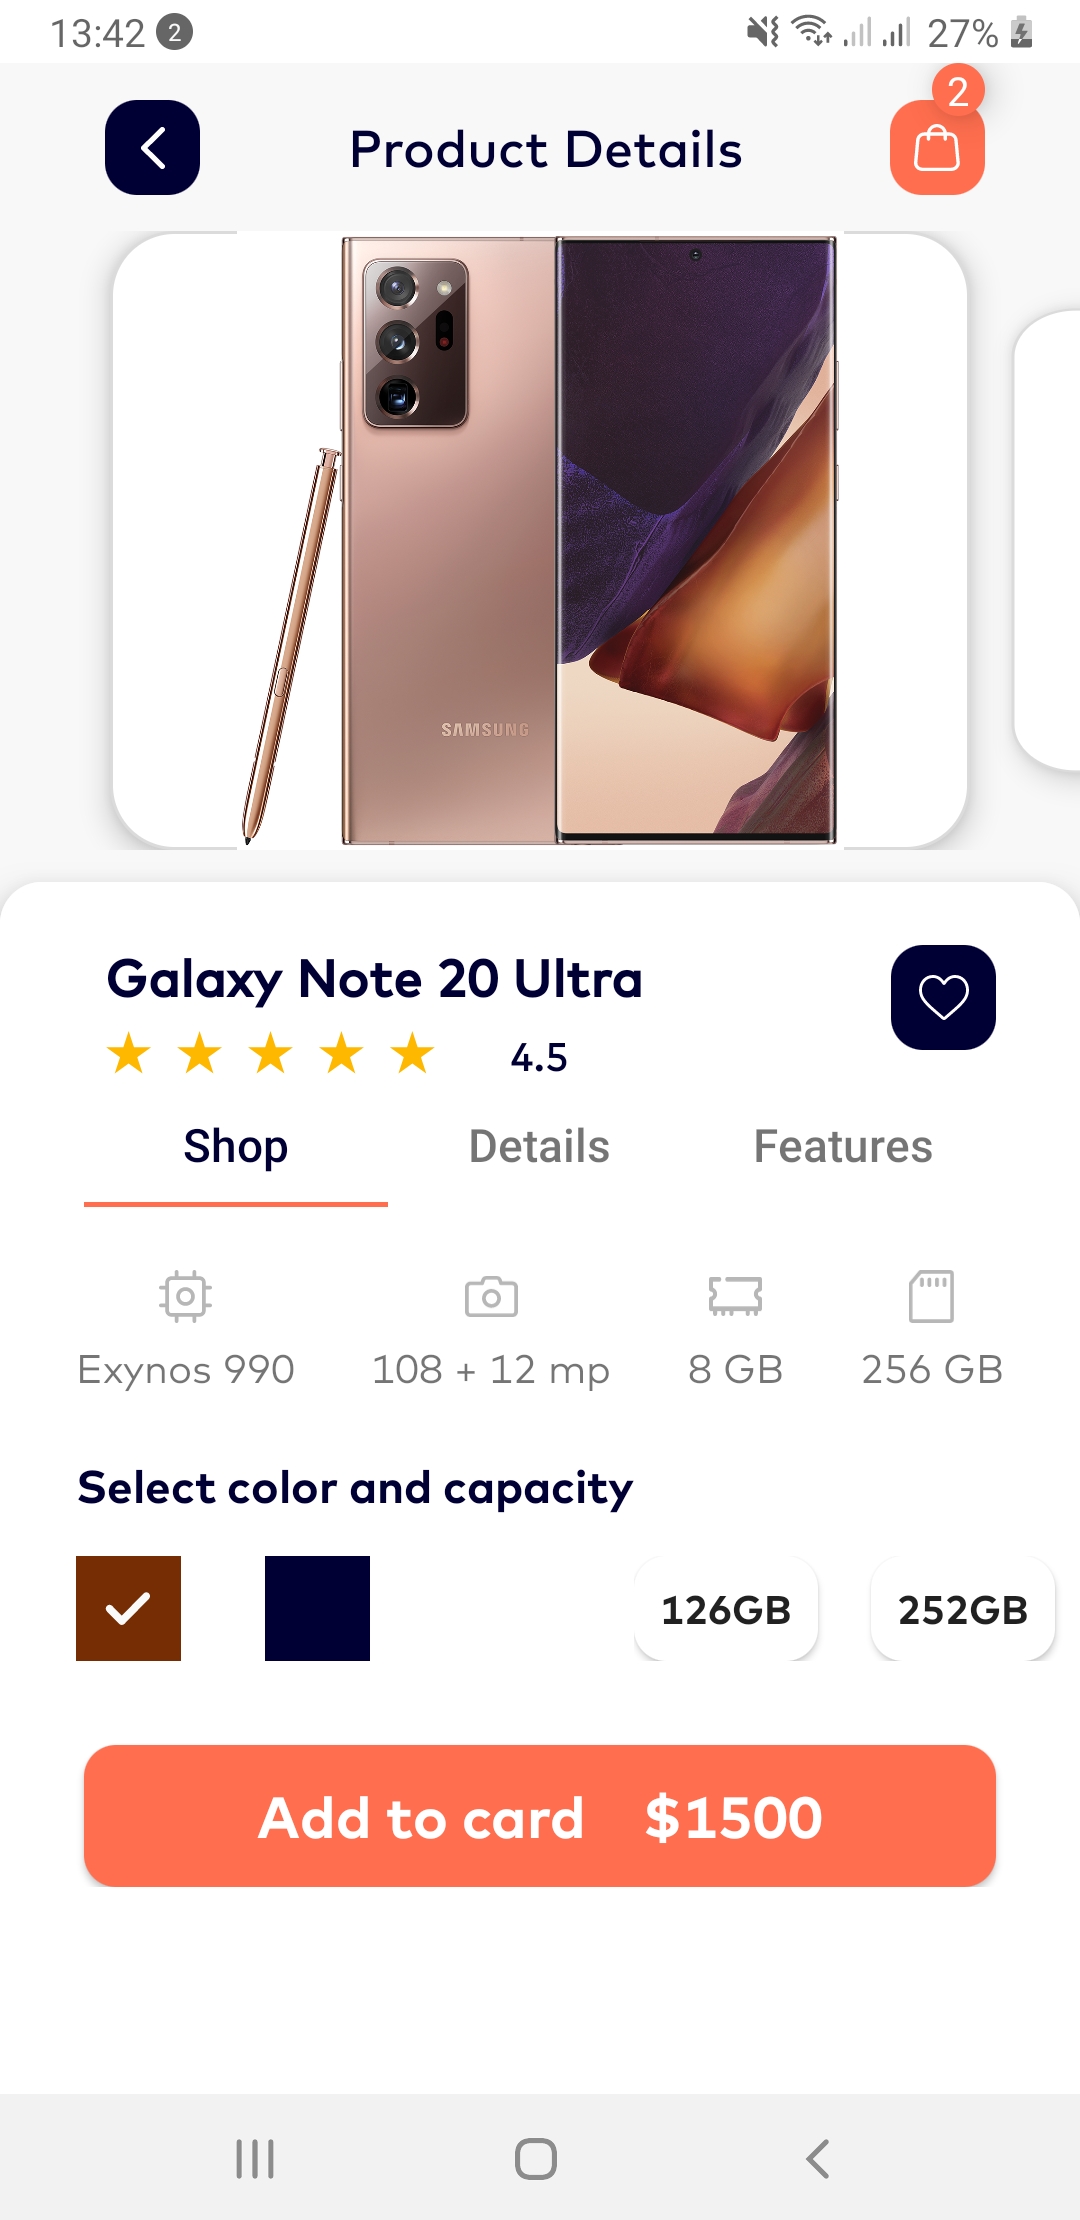 13:42 2 27%
2
Product Details
SAMSUNG
Galaxy Note 20 Ultra
4.5
Shop Details Features
Exynos 990 108 + 12 mp 8 GB 256 GB
Select color and capacity
126GB 252GB
Add to card $1500